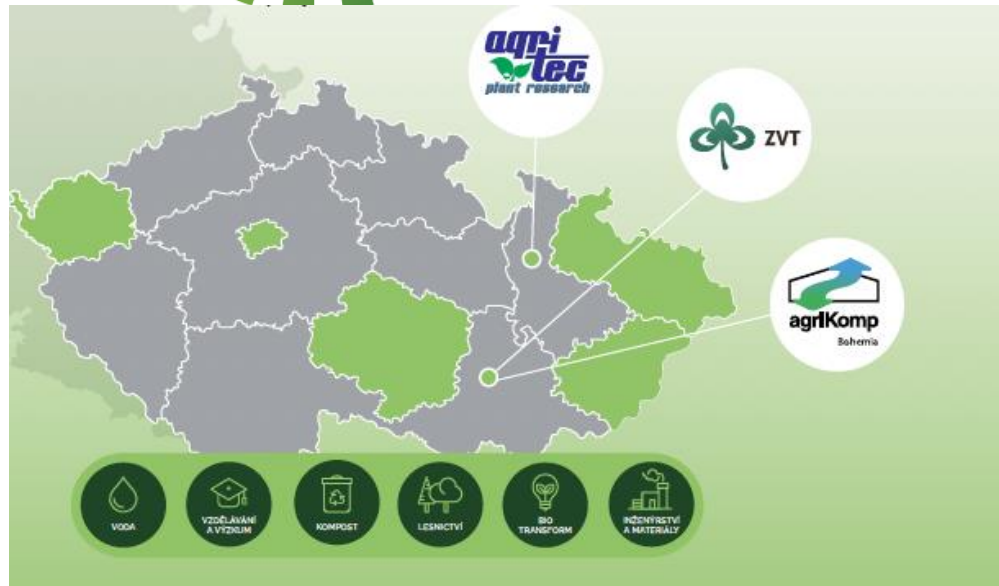 agri
tec
plant research
ZVT
agriKomp
Bohemia
VODA
VZDĚLÁVÁNÍ
A VÝZKUM
KOMPOST
LESNICTVÍ
BIO
TRANSFORM
INŽENÝRSTVÍ
A MATERIÁLY